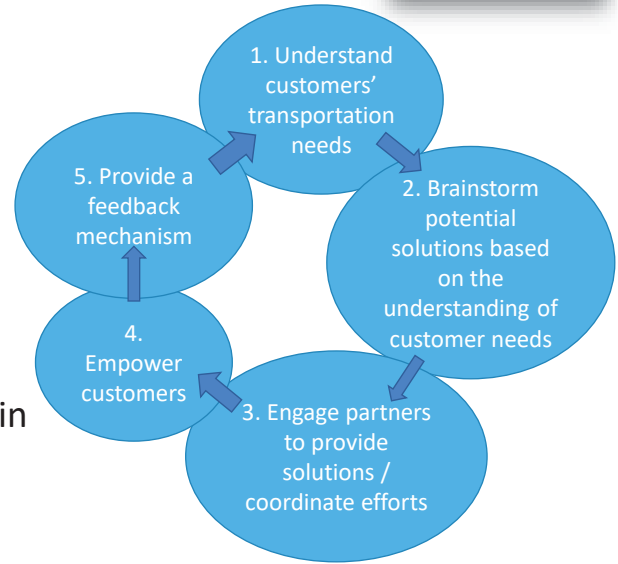 1. Understand
customers’
transportation
needs
2. Brainstorm
potential
solutions based
on the
understanding of
customer needs
3. Engage partners
to provide
solutions /
coordinate efforts
4.
Empower
customers
5. Provide a
feedback
mechanism
in